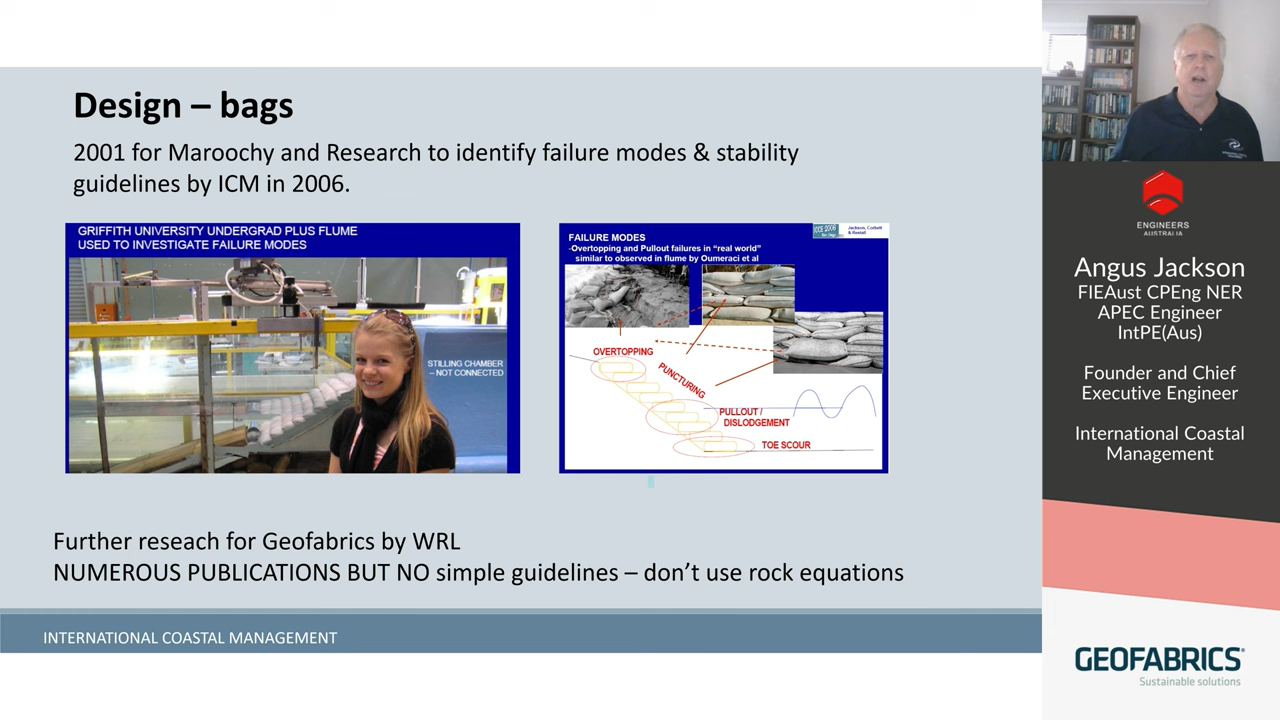 Design – bags
2001 for Maroochy and Research to identify failure modes & stability
guidelines by ICM in 2006.
GRIFFITH UNIVERSITY UNDERGRAD PLUS FLUME
USED TO INVESTIGATE FAILURE MODES
STILLING CHAMBER
– NOT CONNECTED
FAILURE MODES
-Overtopping and Pullout failures in “real world”
similar to observed in flume by Oumeraci et al
ICCE 2006
Jackson, Corbett
& Restall
OVERTOPPING
PUNCTURING
PULLOUT /
DISLODGEMENT
TOE SCOUR
Further reseach for Geofabrics by WRL
NUMEROUS PUBLICATIONS BUT NO simple guidelines – don’t use rock equations
INTERNATIONAL COASTAL MANAGEMENT
ENGINEERS
AUSTRALIA
Angus Jackson
FIEAust CPEng NER
APEC Engineer
IntPE(Aus)
Founder and Chief
Executive Engineer
International Coastal
Management
GEOFABRICS®
Sustainable solutions